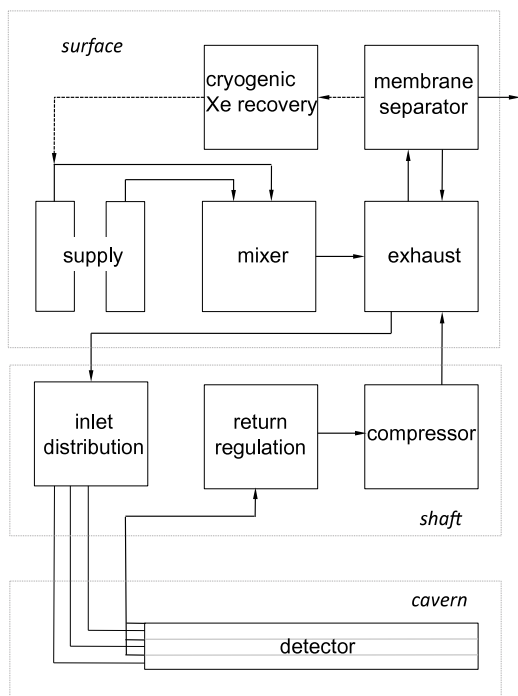 surface
cryogenic
Xe recovery
membrane
separator
supply
mixer
exhaust
inlet
distribution
return
regulation
compressor
shaft
cavern
detector